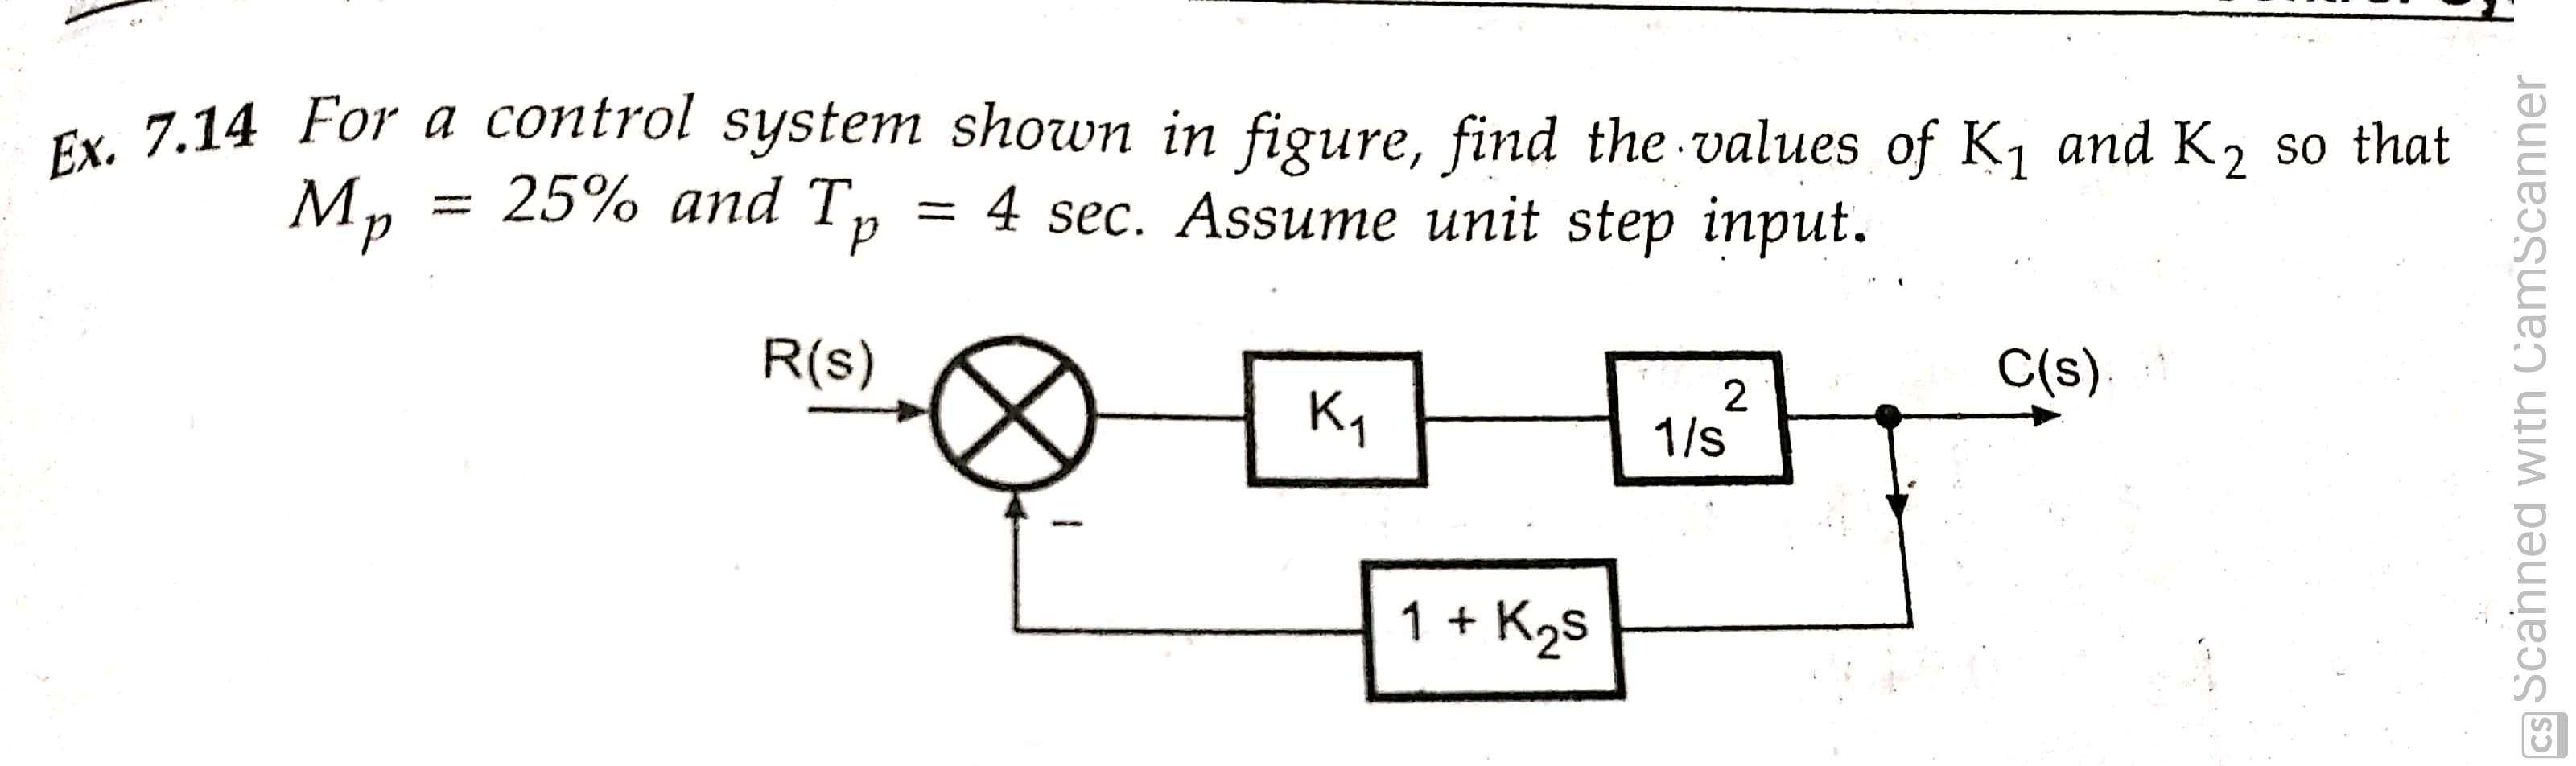 Ex. 7.14 For a control system shown in figure, find the values of K₁ and K₂ so that
Mₚ = 25% and Tₚ = 4 sec. Assume unit step input.
R(s)
K₁
1/s²
C(s)
–
1 + K₂s
CS Scanned with CamScanner